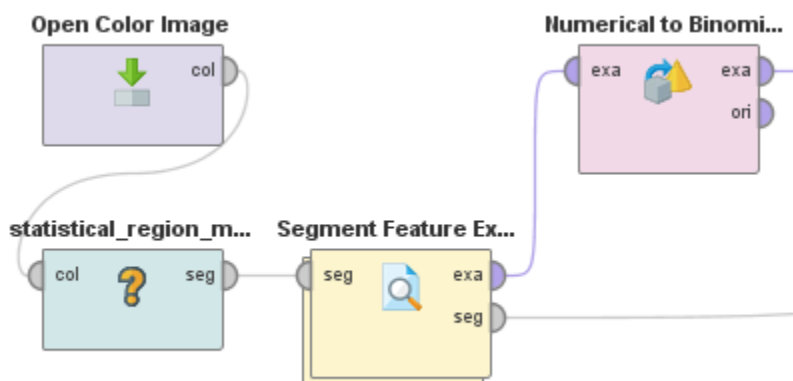 Open Color Image
col
Numerical to Binomi...
exa
exa
ori
statistical_region_m...
col
seg
Segment Feature Ex...
seg
exa
seg